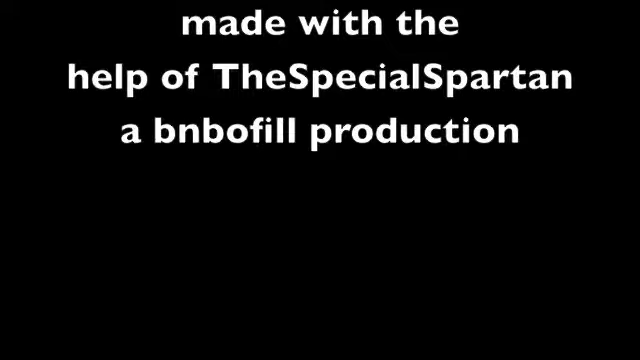 made with the
help of TheSpecialSpartan
a bnbofill production